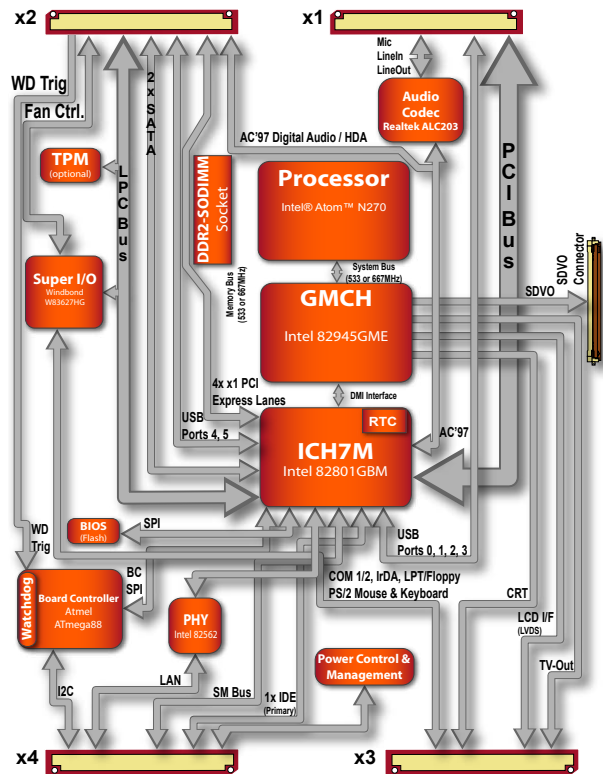 x2
x1
WD Trig
Fan Ctrl.
2x SATA
Mic
LineIn
LineOut
Audio
Codec
Realtek ALC203
AC'97 Digital Audio / HDA
TPM
(optional)
LPC Bus
DDR2-SODIMM
Socket
Processor
Intel® Atom™ N270
PCI Bus
Super I/O
Windbond
W83627HG
Memory Bus
(533 or 667MHz)
System Bus
(533 or 667MHz)
SDVO
SDVO
Connector
GMCH
Intel 82945GME
4x x1 PCI
Express Lanes
DMI Interface
USB
Ports 4, 5
RTC
AC'97
ICH7M
Intel 82801GBM
BIOS
(Flash)
SPI
WD
Trig
USB
Ports 0, 1, 2, 3
BC
SPI
COM 1/2, IrDA, LPT/Floppy
PS/2 Mouse & Keyboard
CRT
Watchdog
Board Controller
Atmel
ATmega88
PHY
Intel 82562
LCD I/F
(LVDS)
Power Control &
Management
TV-Out
I2C
LAN
SM Bus
1x IDE
(Primary)
x4
x3